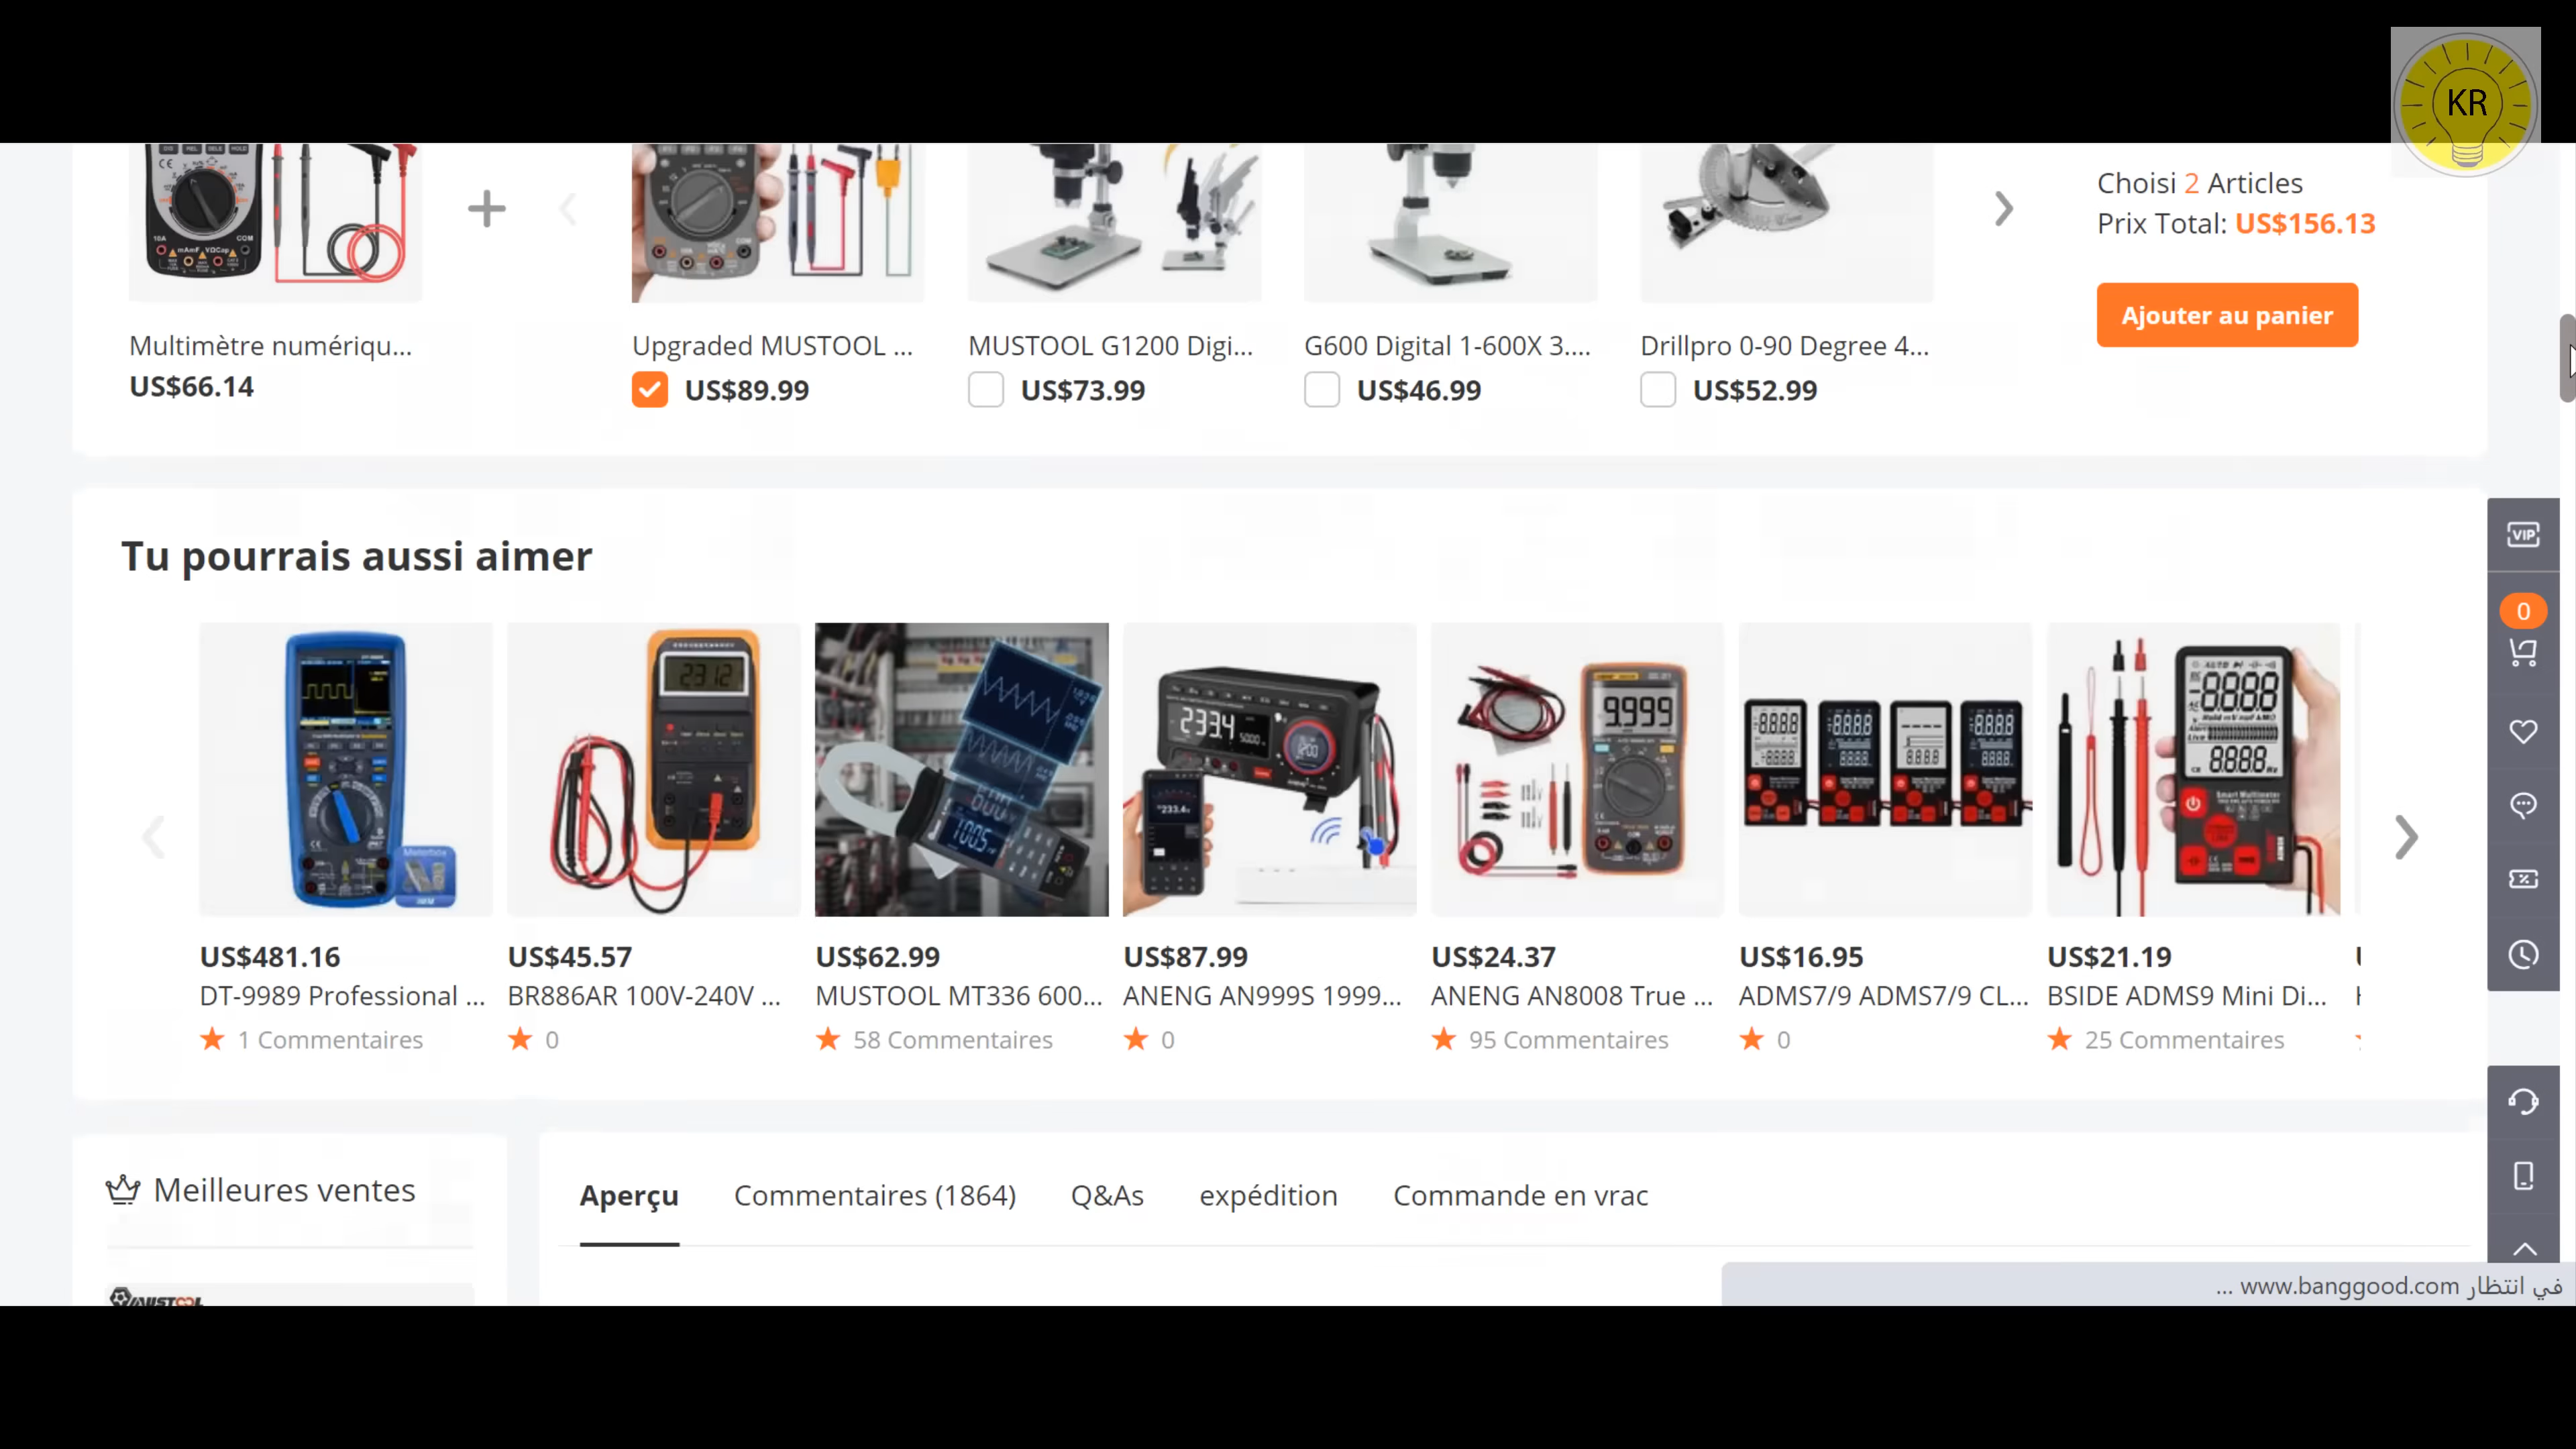 KR
Choisi 2 Articles
Prix Total: US$156.13
Ajouter au panier
Multimètre numériqu...
US$66.14
Upgraded MUSTOOL ...
US$89.99
MUSTOOL G1200 Digi...
US$73.99
G600 Digital 1-600X 3....
US$46.99
Drillpro 0-90 Degree 4...
US$52.99
Tu pourrais aussi aimer
VIP
0
US$481.16
DT-9989 Professional ...
1 Commentaires
US$45.57
BR886AR 100V-240V ...
0
US$62.99
MUSTOOL MT336 600...
58 Commentaires
US$87.99
ANENG AN999S 1999...
0
US$24.37
ANENG AN8008 True ...
95 Commentaires
US$16.95
ADMS7/9 ADMS7/9 CL...
0
US$21.19
BSIDE ADMS9 Mini Di...
25 Commentaires
Meilleures ventes
Aperçu
Commentaires (1864)
Q&As
expédition
Commande en vrac
في انتظار www.banggood.com ...